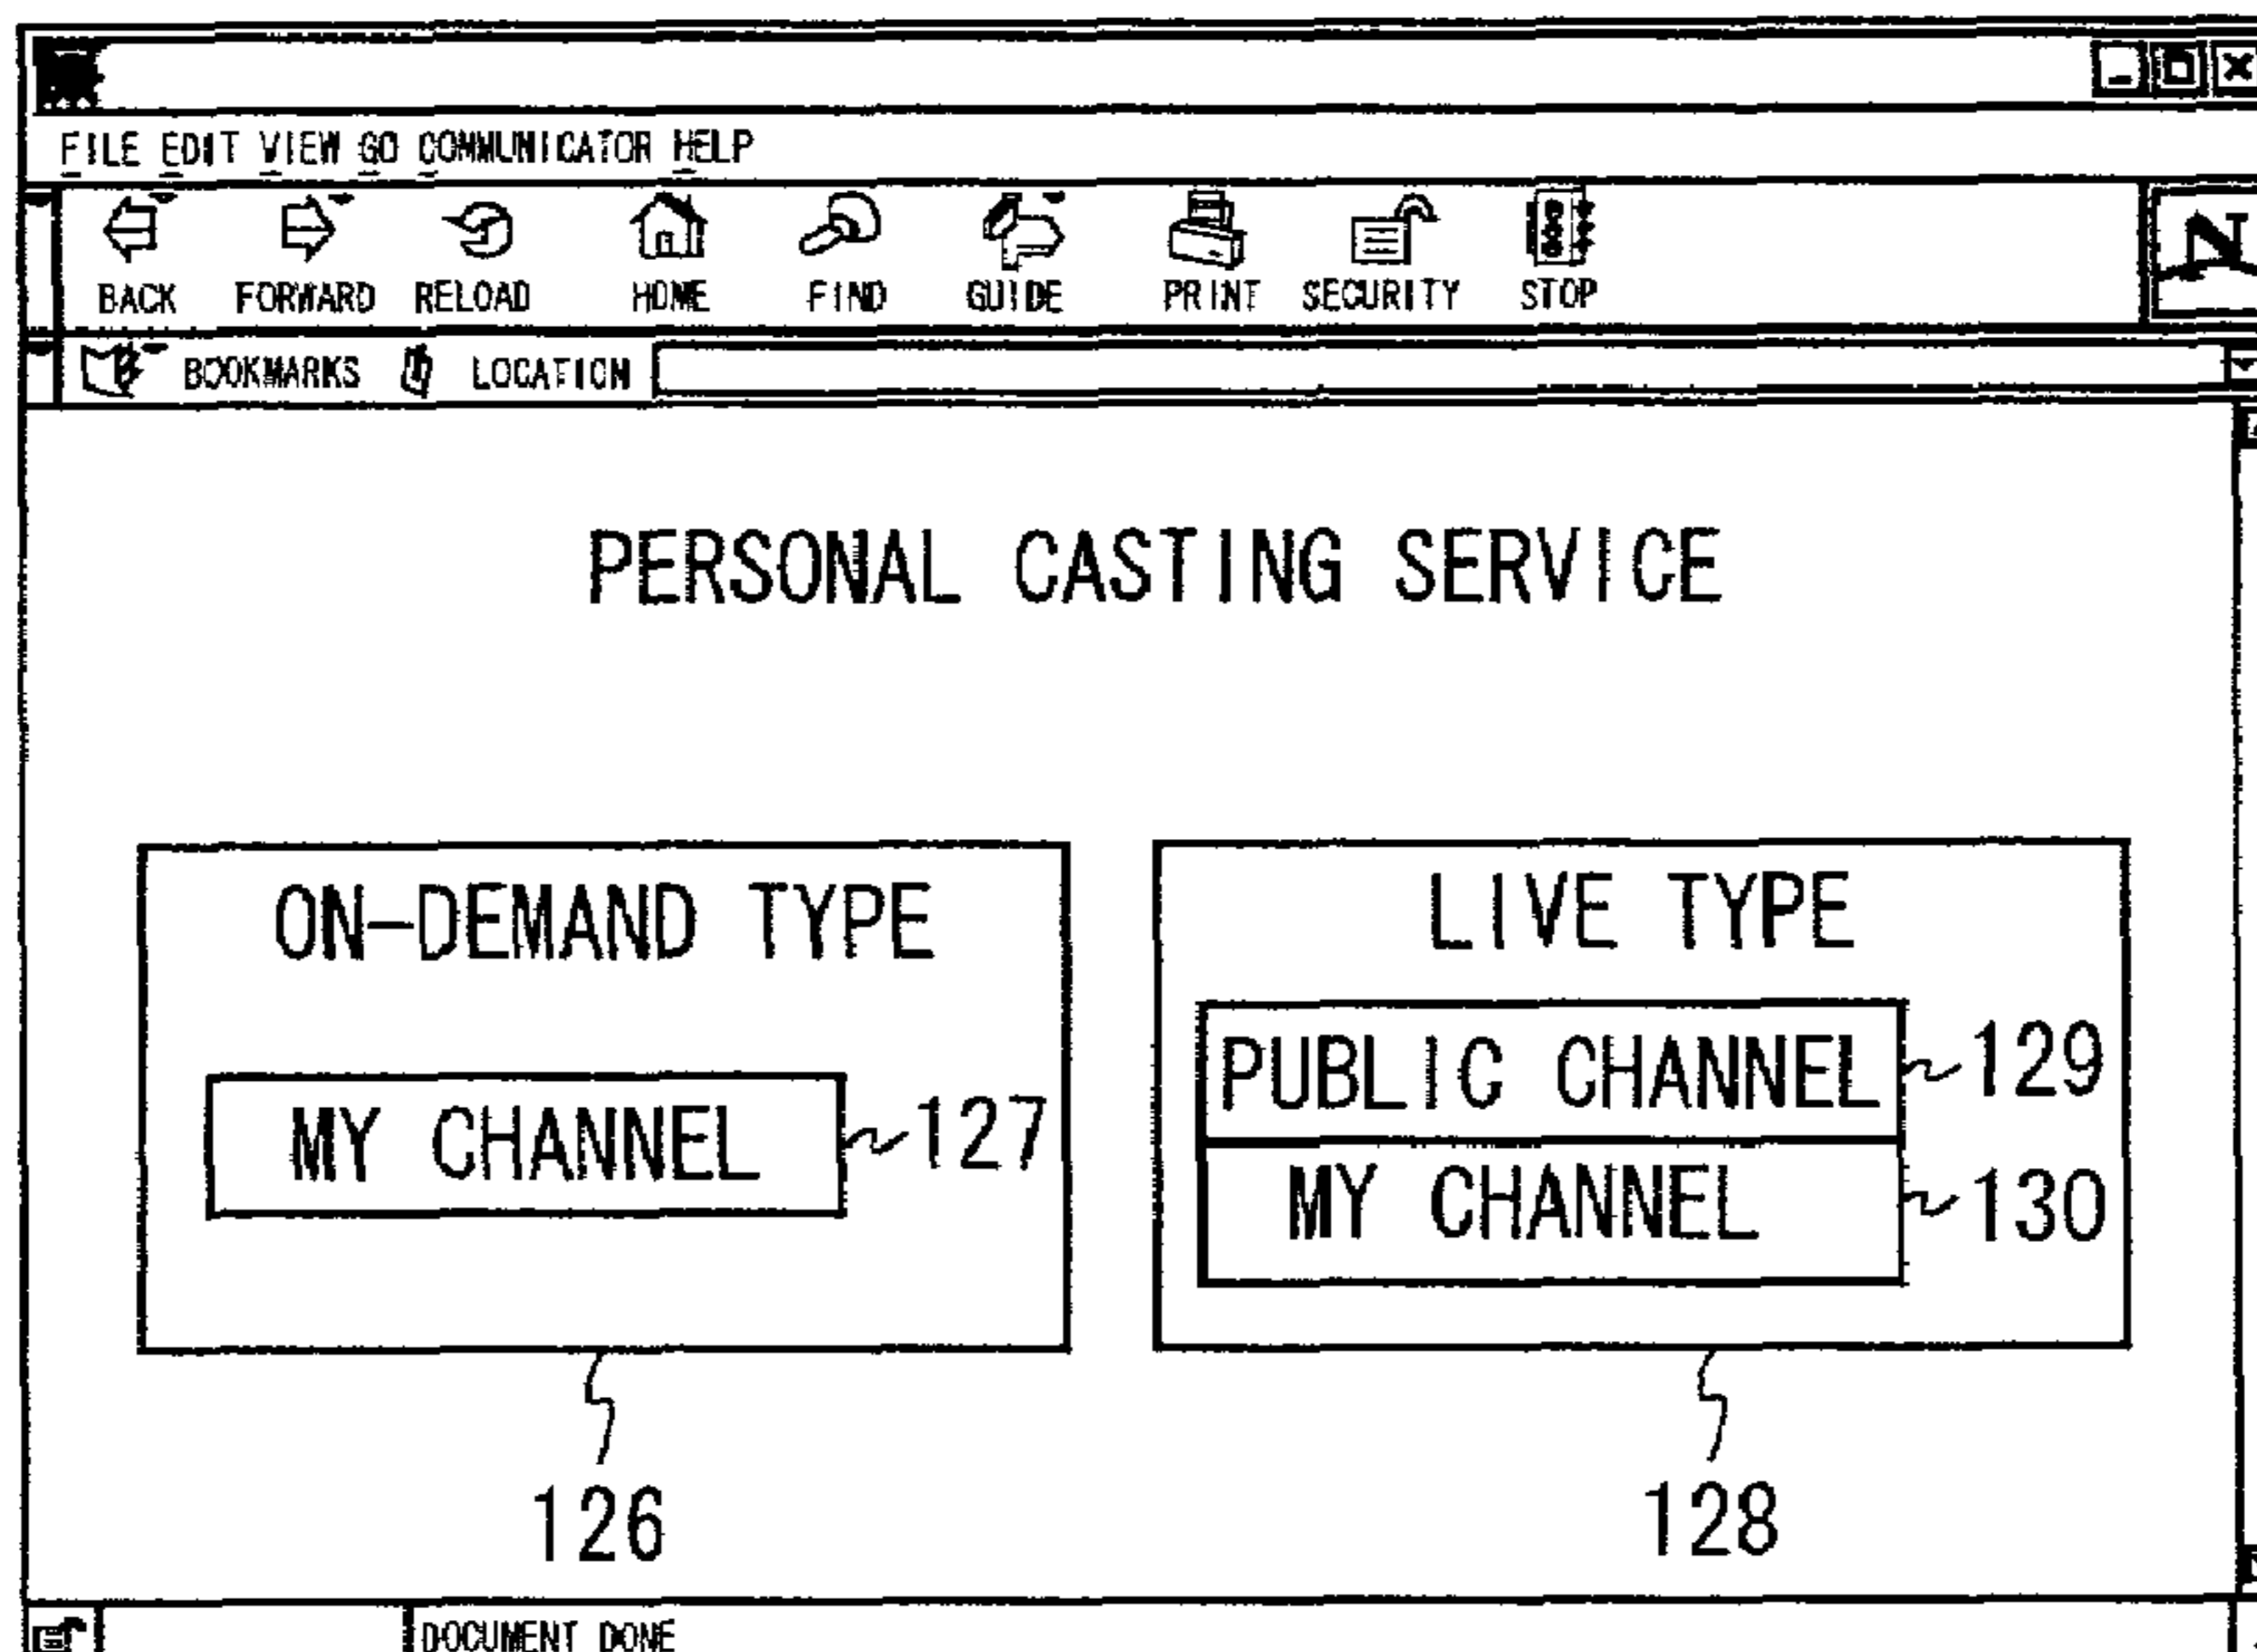 FILE EDIT VIEW GO COMMUNICATOR HELP
BACK FORWARD RELOAD HOME FIND GUIDE PRINT SECURITY STOP
N
BOOKMARKS LOCATION
PERSONAL CASTING SERVICE
ON-DEMAND TYPE
MY CHANNEL 127
126
LIVE TYPE
PUBLIC CHANNEL 129
MY CHANNEL 130
128
DOCUMENT DONE